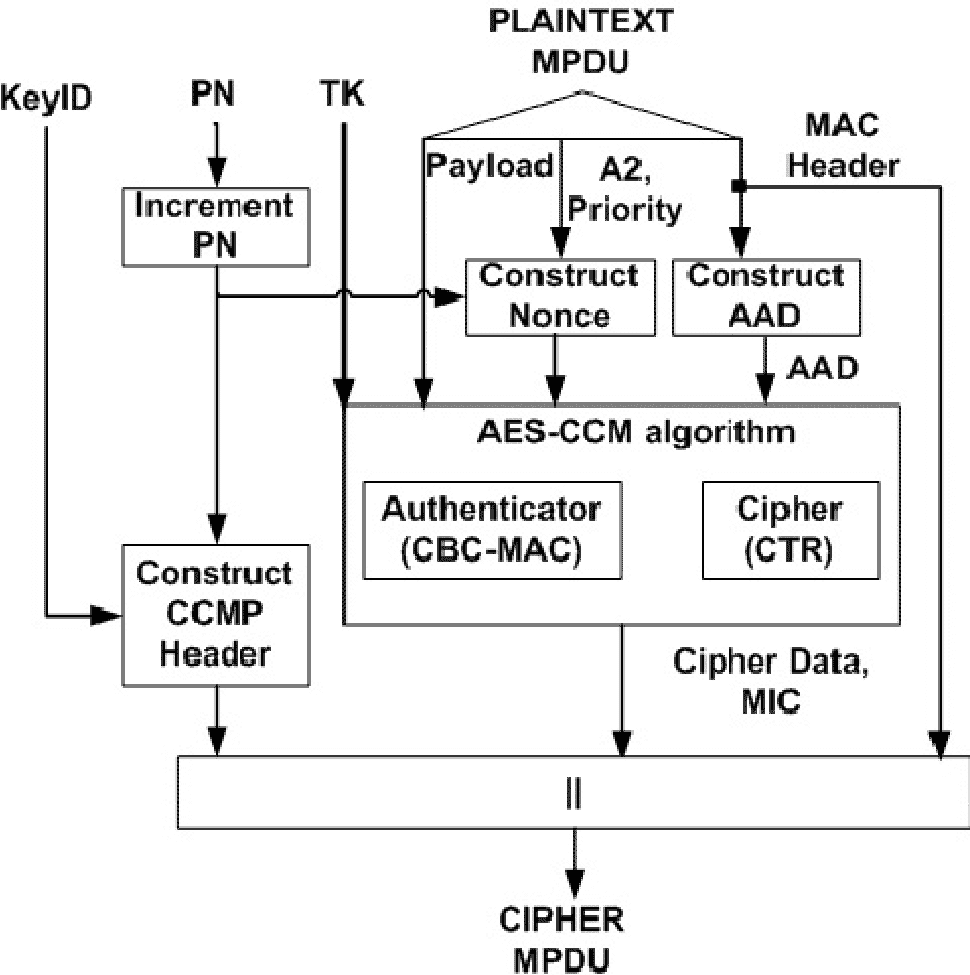 PLAINTEXT
MPDU
KeyID
PN
TK
MAC
Header
Payload
A2,
Priority
Increment
PN
Construct
Nonce
Construct
AAD
AAD
AES-CCM algorithm
Authenticator
(CBC-MAC)
Cipher
(CTR)
Construct
CCMP
Header
Cipher Data,
MIC
||
CIPHER
MPDU